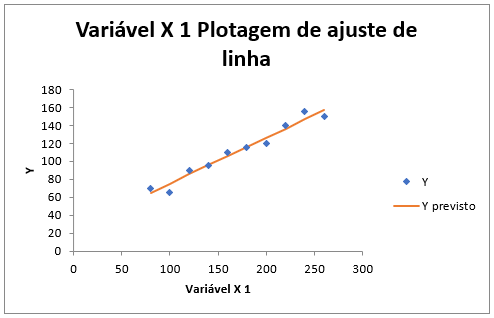 Variável X 1 Plotagem de ajuste de
linha
180
160
140
120
100
80
60
40
20
0
Y
0 50 100 150 200 250 300
Variável X 1
Y
Y previsto